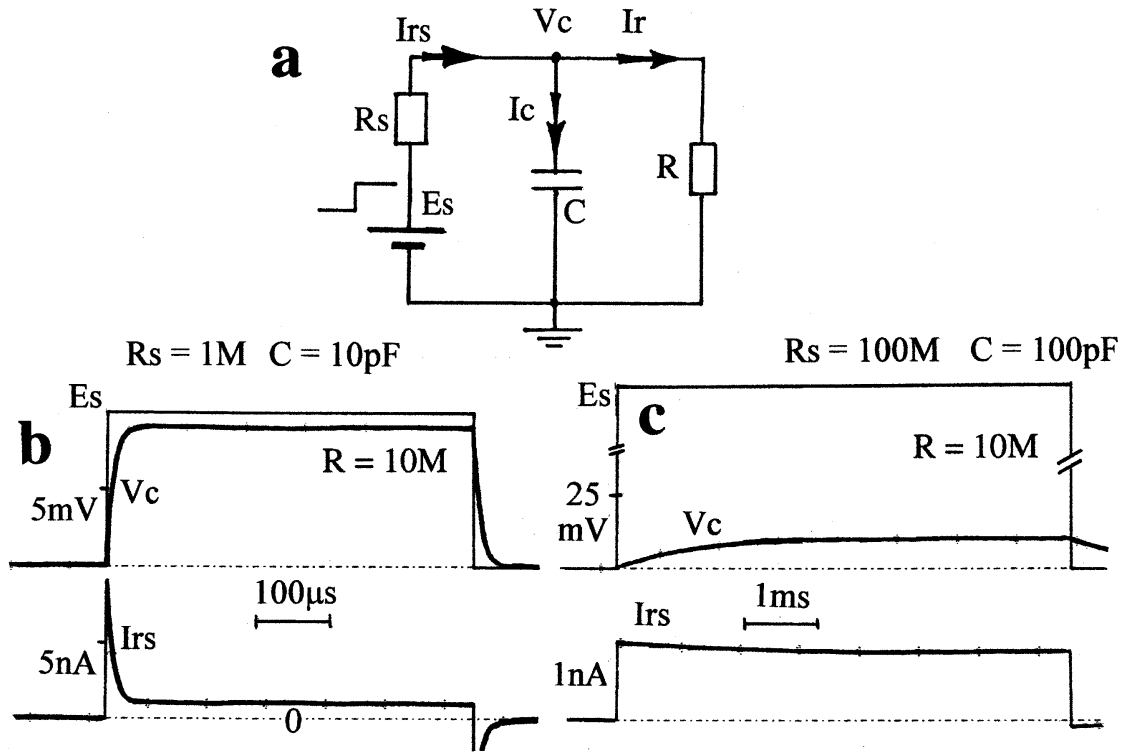 a
Irs
Vc
Ir
Rs
Ic
R
Es
C
Rs = 1M C = 10pF
Es
b
R = 10M
Vc
5mV
100μs
Irs
5nA
0
Rs = 100M C = 100pF
Es
c
R = 10M
25
mV
Vc
1ms
Irs
1nA